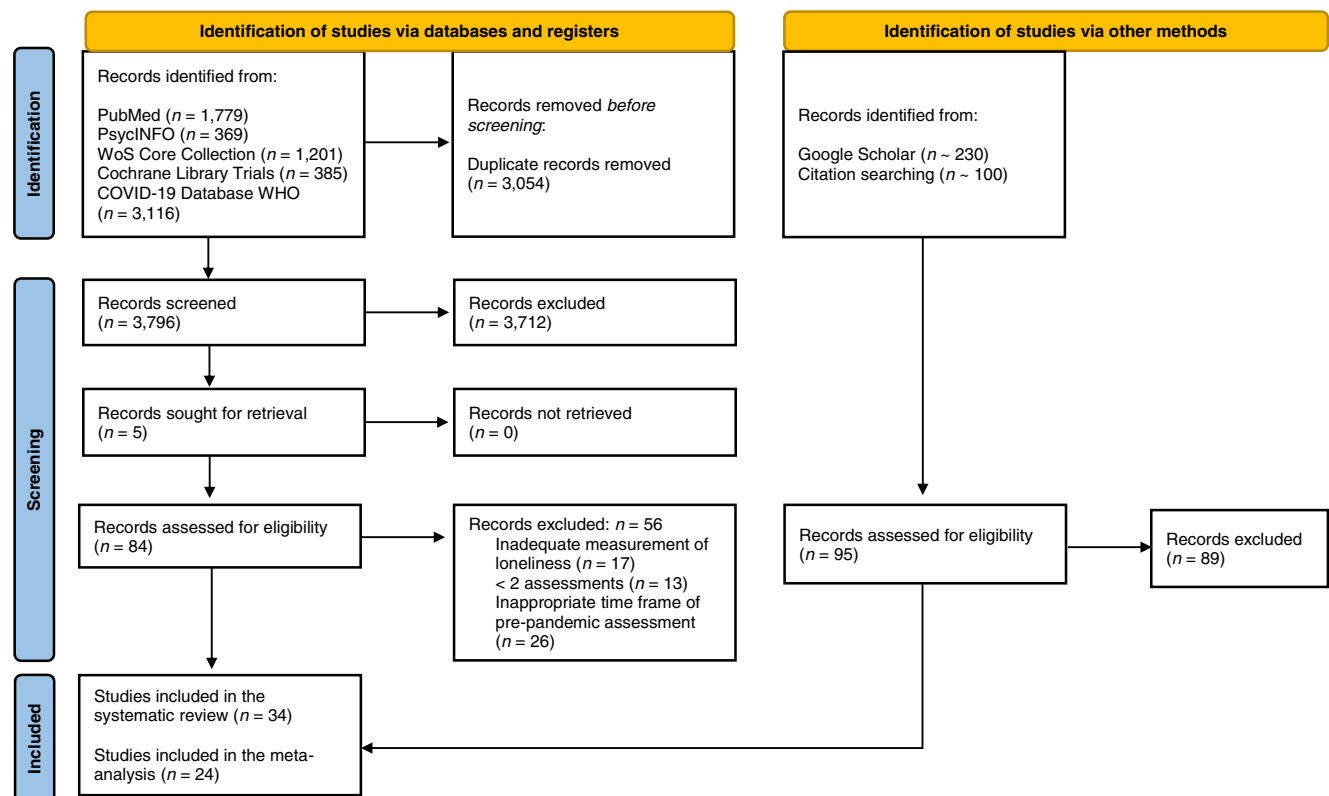 Identification of studies via databases and registers
Identification of studies via other methods
Identification
Records identified from:
PubMed (n = 1,779)
PsycINFO (n = 369)
WoS Core Collection (n = 1,201)
Cochrane Library Trials (n = 385)
COVID-19 Database WHO
(n = 3,116)
Records removed before
screening:
Duplicate records removed
(n = 3,054)
Records identified from:
Google Scholar (n ~ 230)
Citation searching (n ~ 100)
Screening
Records screened
(n = 3,796)
Records excluded
(n = 3,712)
Records sought for retrieval
(n = 5)
Records not retrieved
(n = 0)
Records assessed for eligibility
(n = 84)
Records excluded: n = 56
Inadequate measurement of
loneliness (n = 17)
< 2 assessments (n = 13)
Inappropriate time frame of
pre-pandemic assessment
(n = 26)
Records assessed for eligibility
(n = 95)
Records excluded
(n = 89)
Included
Studies included in the
systematic review (n = 34)
Studies included in the meta-
analysis (n = 24)